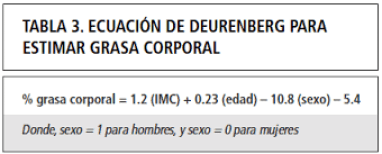 TABLA 3. ECUACIÓN DE DEURENBERG PARA
ESTIMAR GRASA CORPORAL
% grasa corporal = 1.2 (IMC) + 0.23 (edad) – 10.8 (sexo) – 5.4
Donde, sexo = 1 para hombres, y sexo = 0 para mujeres